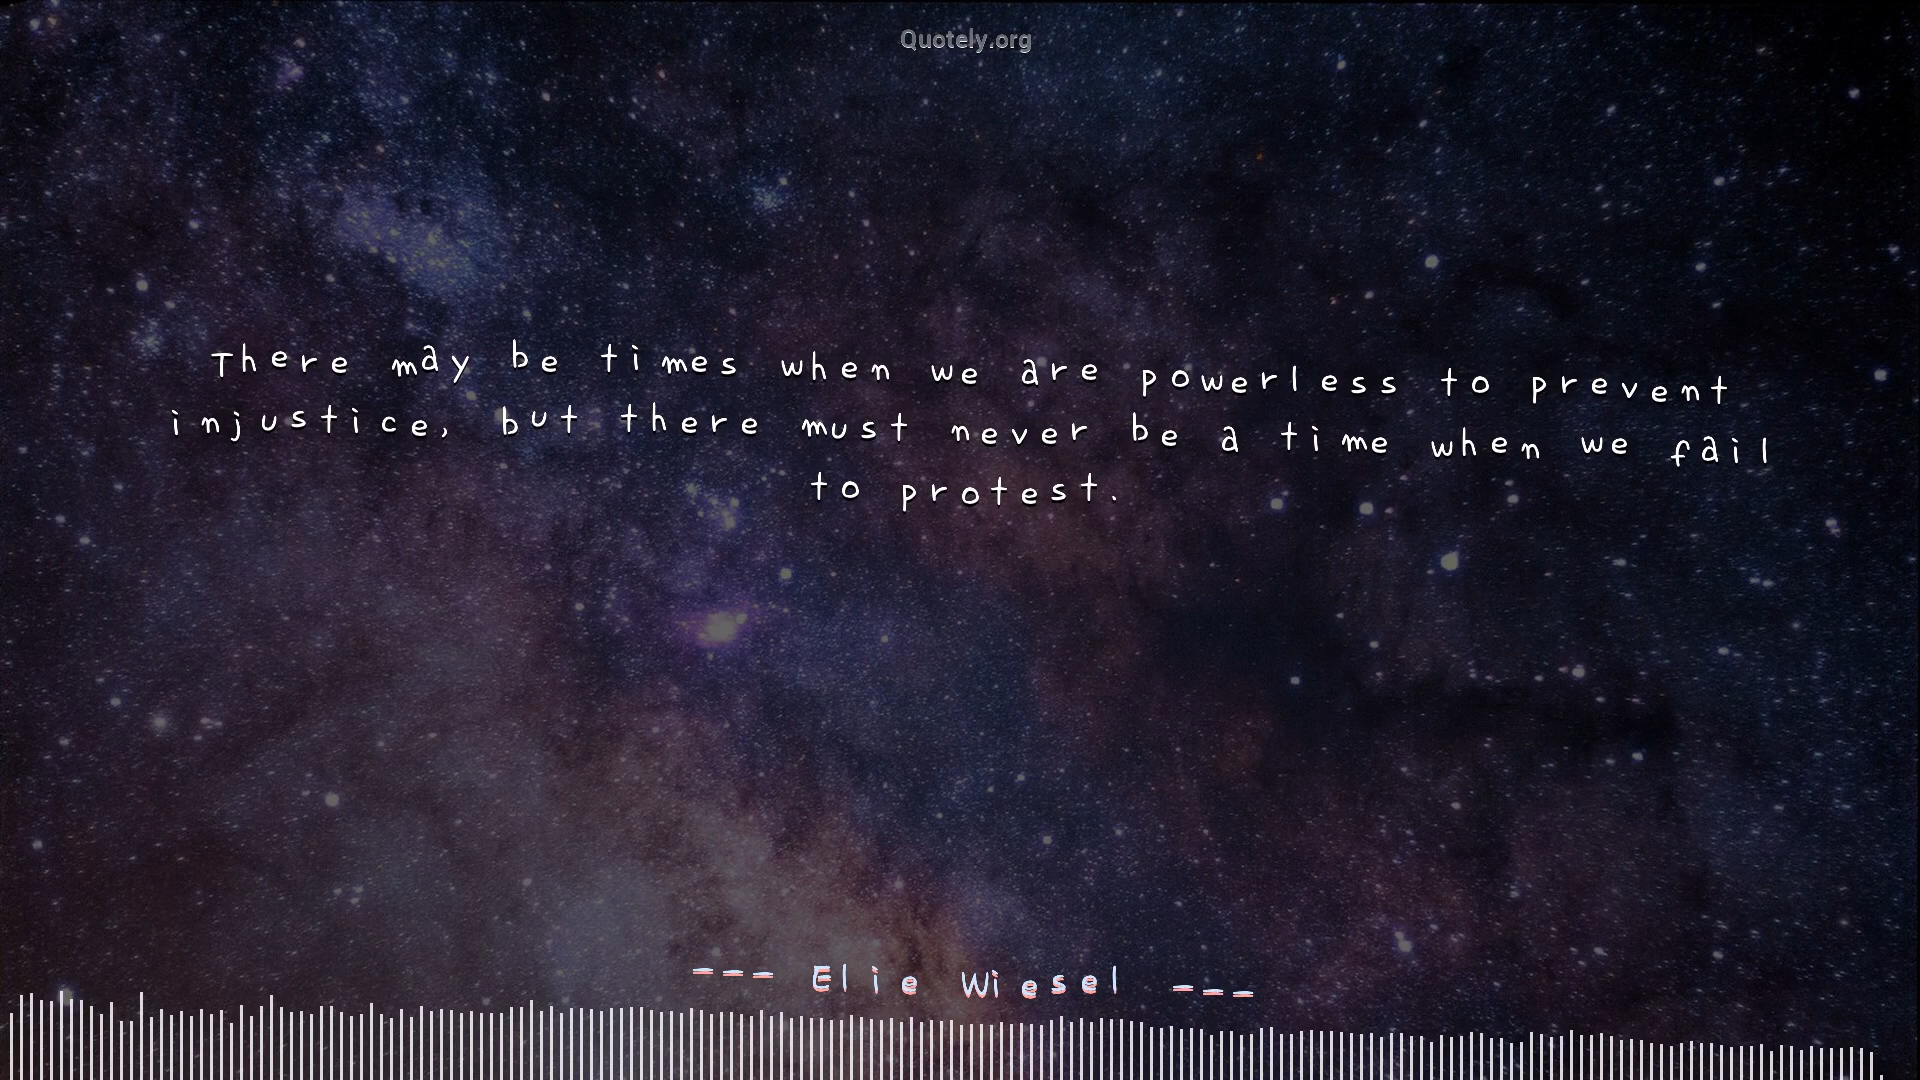 Quotely.org
There may be times when we are powerless to prevent
injustice, but there must never be a time when we fail
to protest.
--- Elie Wiesel ---